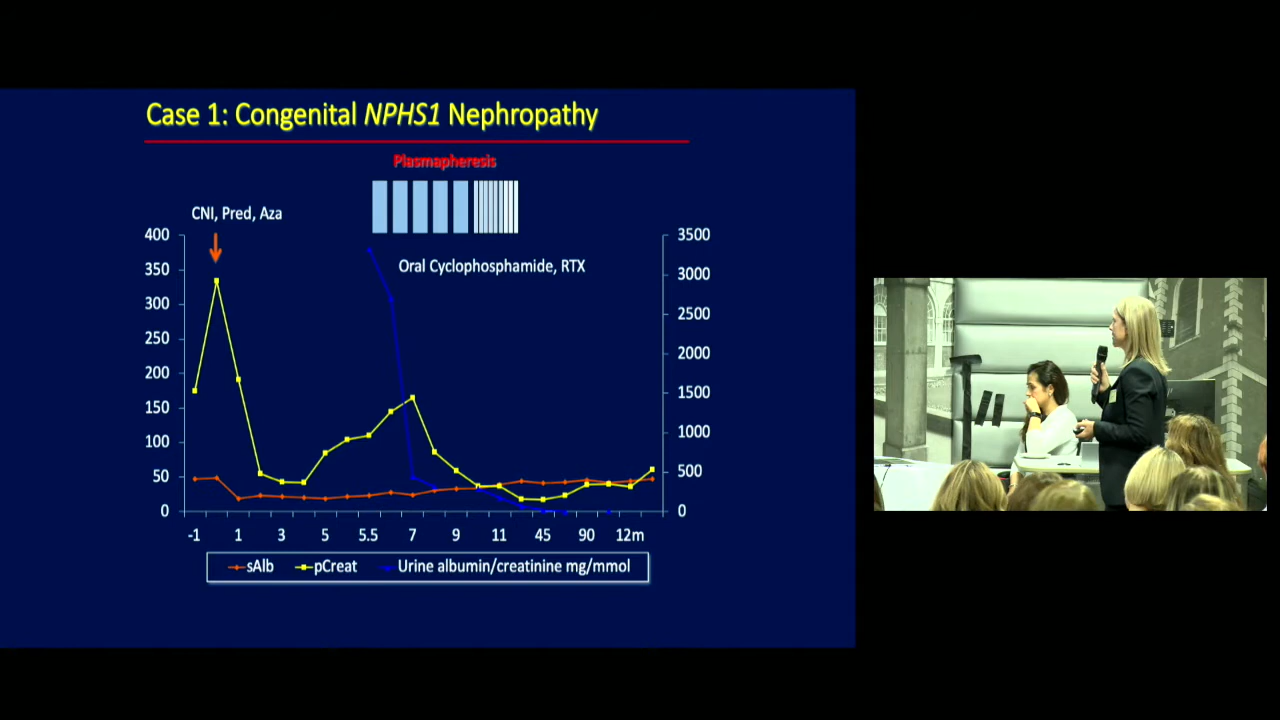 Case 1: Congenital NPHS1 Nephropathy
Plasmapheresis
CNI, Pred, Aza
Oral Cyclophosphamide, RTX
400
350
300
250
200
150
100
50
0
3500
3000
2500
2000
1500
1000
500
0
-1 1 3 5 5.5 7 9 11 45 90 12m
sAlb pCreat Urine albumin/creatinine mg/mmol